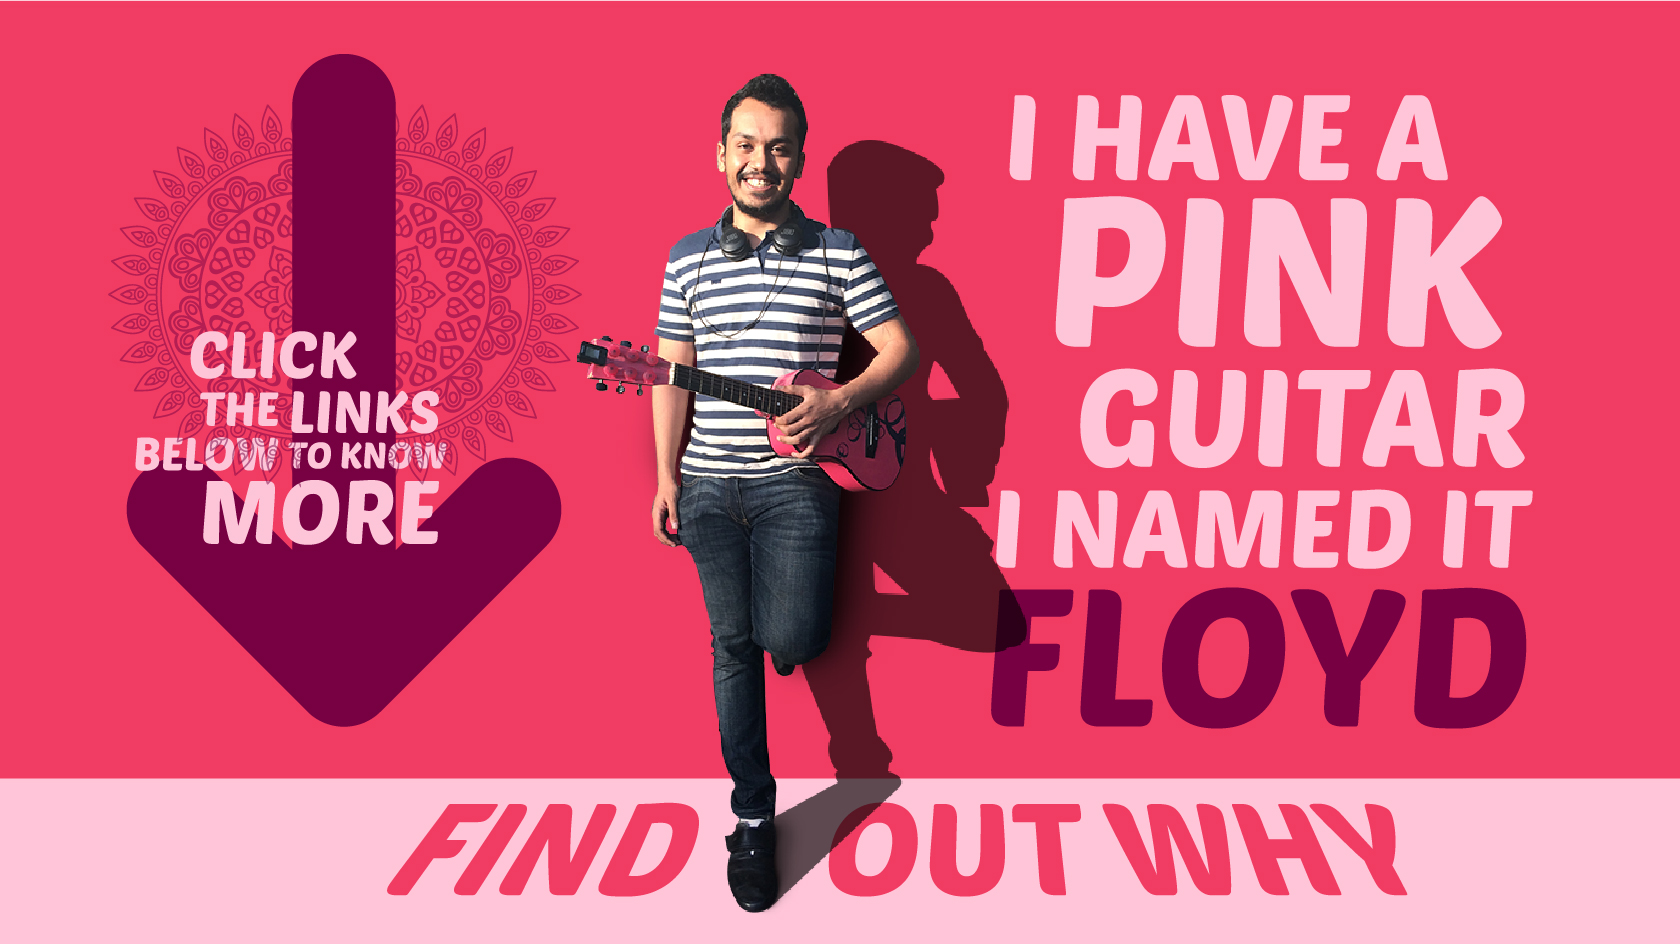 CLICK
THE LINKS
BELOW TO KNOW
MORE
I HAVE A
PINK
GUITAR
I NAMED IT
FLOYD
FIND OUT WHY